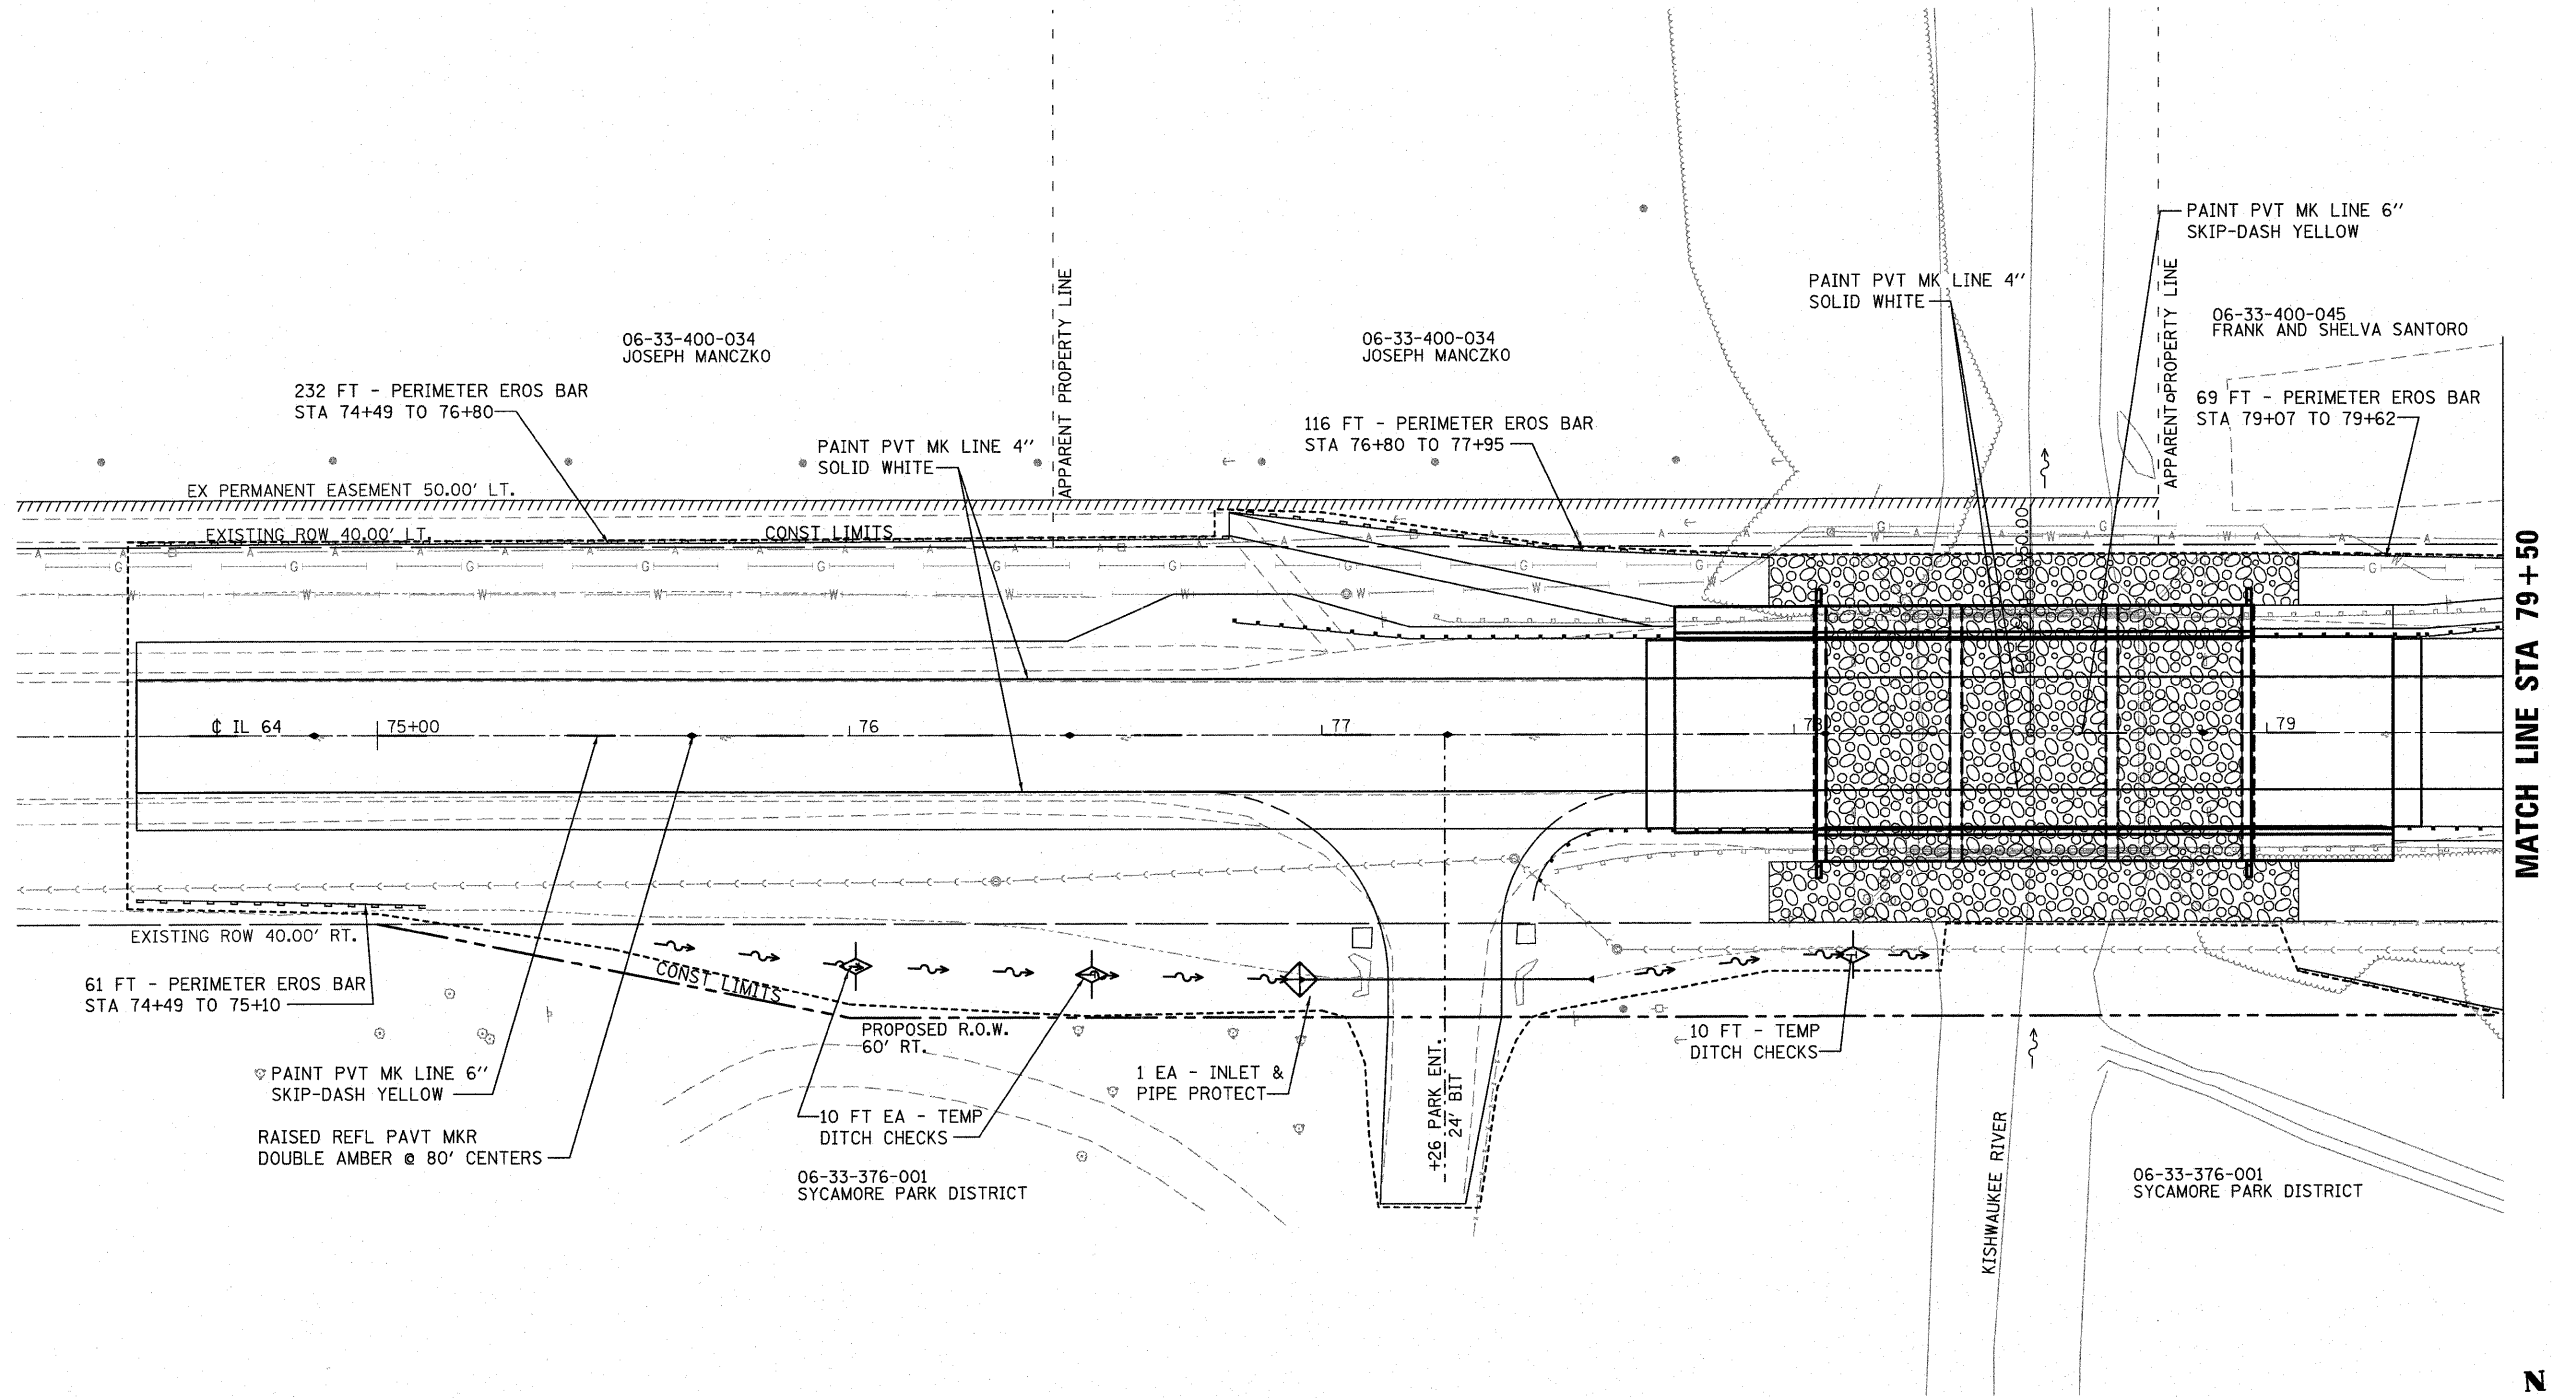 PAINT PVT MK LINE 6"
SKIP-DASH YELLOW
PAINT PVT MK LINE 4"
SOLID WHITE
APPARENT PROPERTY LINE
APPARENT PROPERTY LINE
06-33-400-045
FRANK AND SHELVA SANTORO
06-33-400-034
JOSEPH MANCZKO
06-33-400-034
JOSEPH MANCZKO
232 FT - PERIMETER EROS BAR
STA 74+49 TO 76+80
116 FT - PERIMETER EROS BAR
STA 76+80 TO 77+95
69 FT - PERIMETER EROS BAR
STA 79+07 TO 79+62
PAINT PVT MK LINE 4"
SOLID WHITE
EX PERMANENT EASEMENT 50.00' LT.
EXISTING ROW 40.00' LT.
CONST LIMITS
MATCH LINE STA 79+50
℄ IL 64
75+00
76
77
78
79
EXISTING ROW 40.00' RT.
CONST LIMITS
61 FT - PERIMETER EROS BAR
STA 74+49 TO 75+10
PROPOSED R.O.W.
60' RT.
10 FT - TEMP
DITCH CHECKS
PAINT PVT MK LINE 6"
SKIP-DASH YELLOW
1 EA - INLET &
PIPE PROTECT
+26 PARK ENT.
24' BIT
10 FT EA - TEMP
DITCH CHECKS
RAISED REFL PAVT MKR
DOUBLE AMBER @ 80' CENTERS
06-33-376-001
SYCAMORE PARK DISTRICT
KISHWAUKEE RIVER
06-33-376-001
SYCAMORE PARK DISTRICT
N